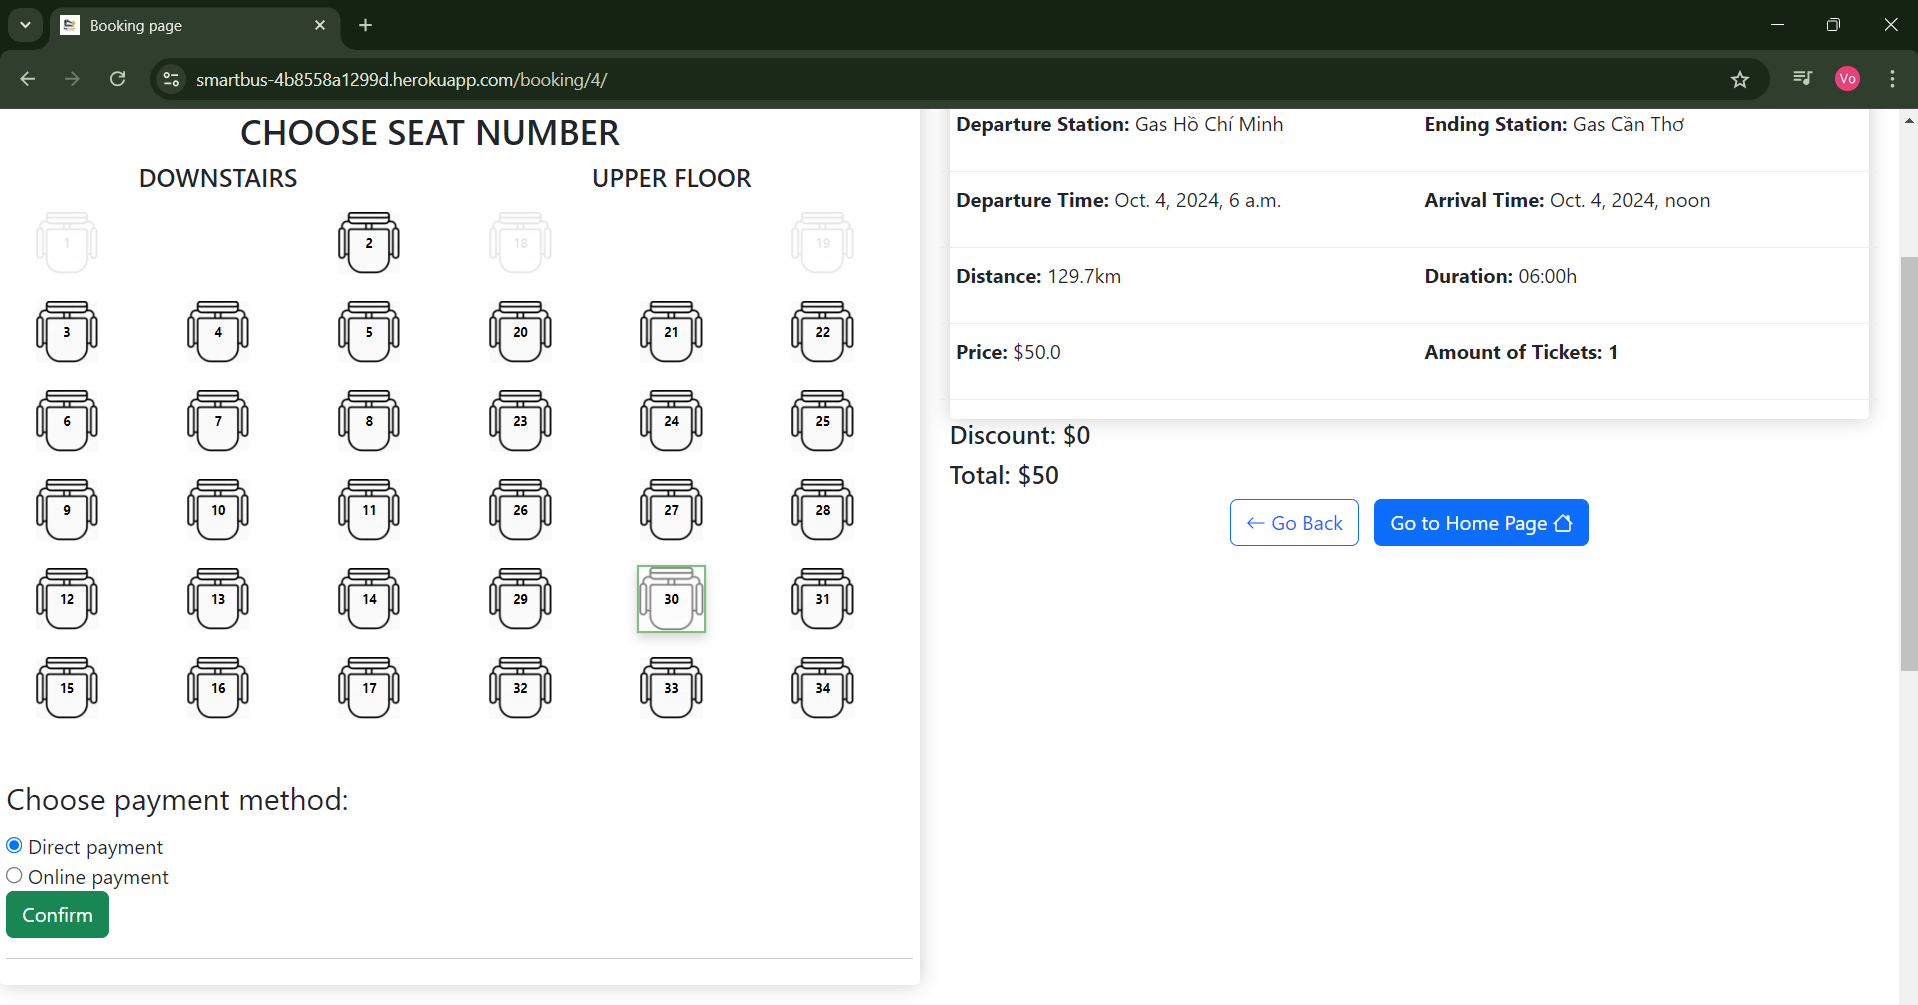 Booking page
smartbus-4b8558a1299d.herokuapp.com/booking/4/
Vo
CHOOSE SEAT NUMBER
DOWNSTAIRS UPPER FLOOR
1 2 18 19
3 4 5 20 21 22
6 7 8 23 24 25
9 10 11 26 27 28
12 13 14 29 30 31
15 16 17 32 33 34
Choose payment method:
Direct payment
Online payment
Confirm
Departure Station: Gas Hồ Chí Minh Ending Station: Gas Cần Thơ
Departure Time: Oct. 4, 2024, 6 a.m. Arrival Time: Oct. 4, 2024, noon
Distance: 129.7km Duration: 06:00h
Price: $50.0 Amount of Tickets: 1
Discount: $0
Total: $50
← Go Back Go to Home Page